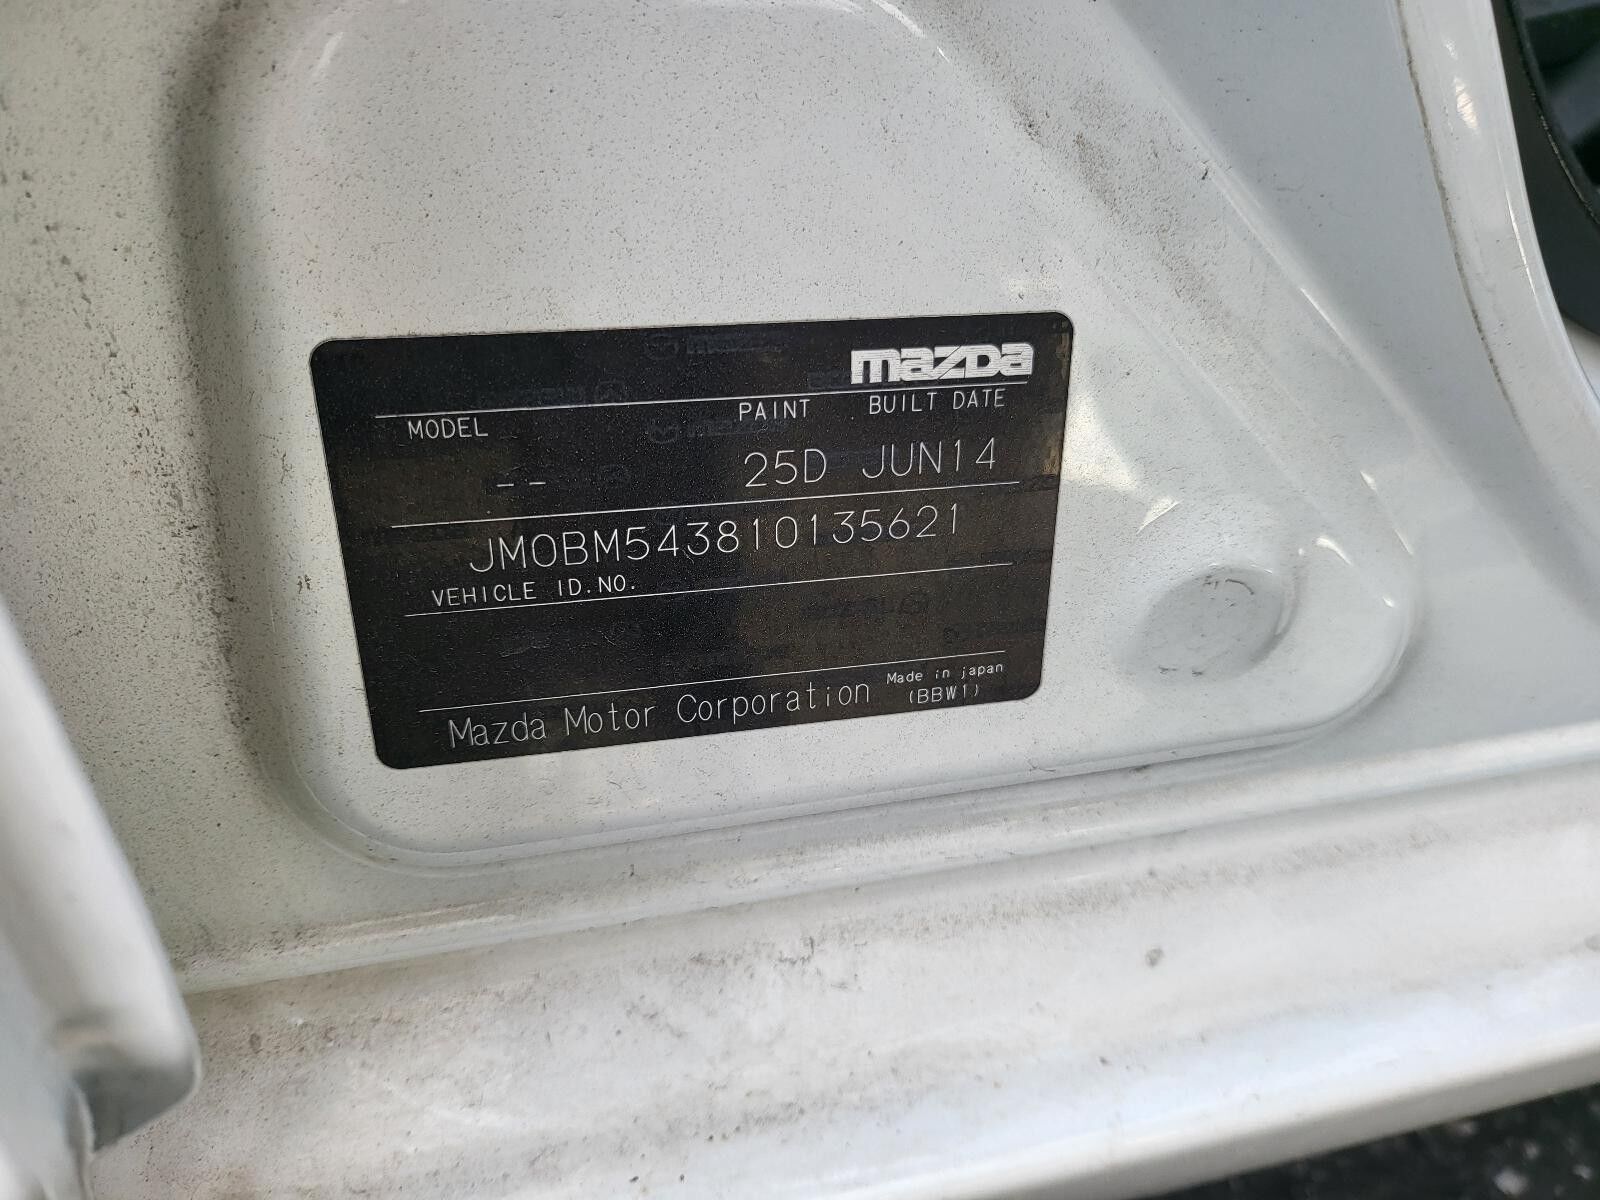 mazda
MODEL PAINT BUILT DATE
-- 25D JUN14
JM0BM543810135621
VEHICLE ID.NO.
Mazda Motor Corporation Made in japan
(BBW1)